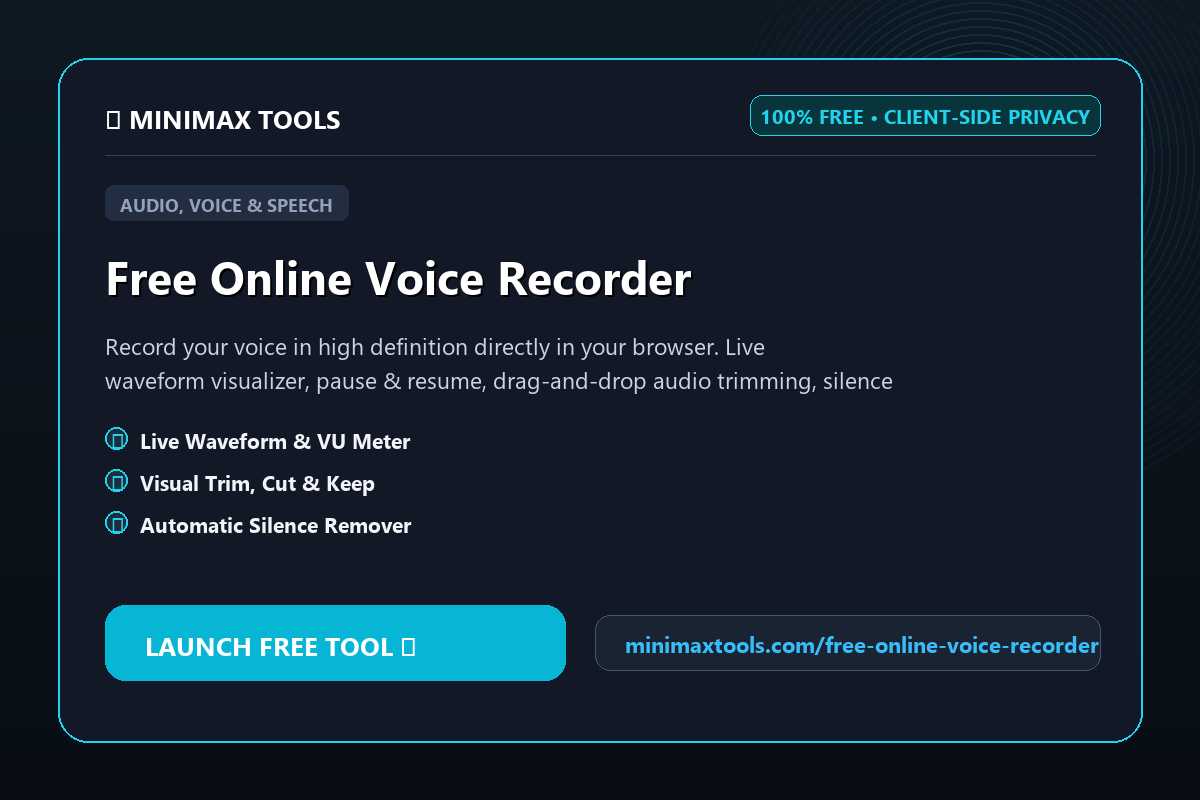 MINIMAX TOOLS
100% FREE • CLIENT-SIDE PRIVACY
AUDIO, VOICE & SPEECH
Free Online Voice Recorder
Record your voice in high definition directly in your browser. Live
waveform visualizer, pause & resume, drag-and-drop audio trimming, silence
Live Waveform & VU Meter
Visual Trim, Cut & Keep
Automatic Silence Remover
LAUNCH FREE TOOL
minimaxtools.com/free-online-voice-recorder